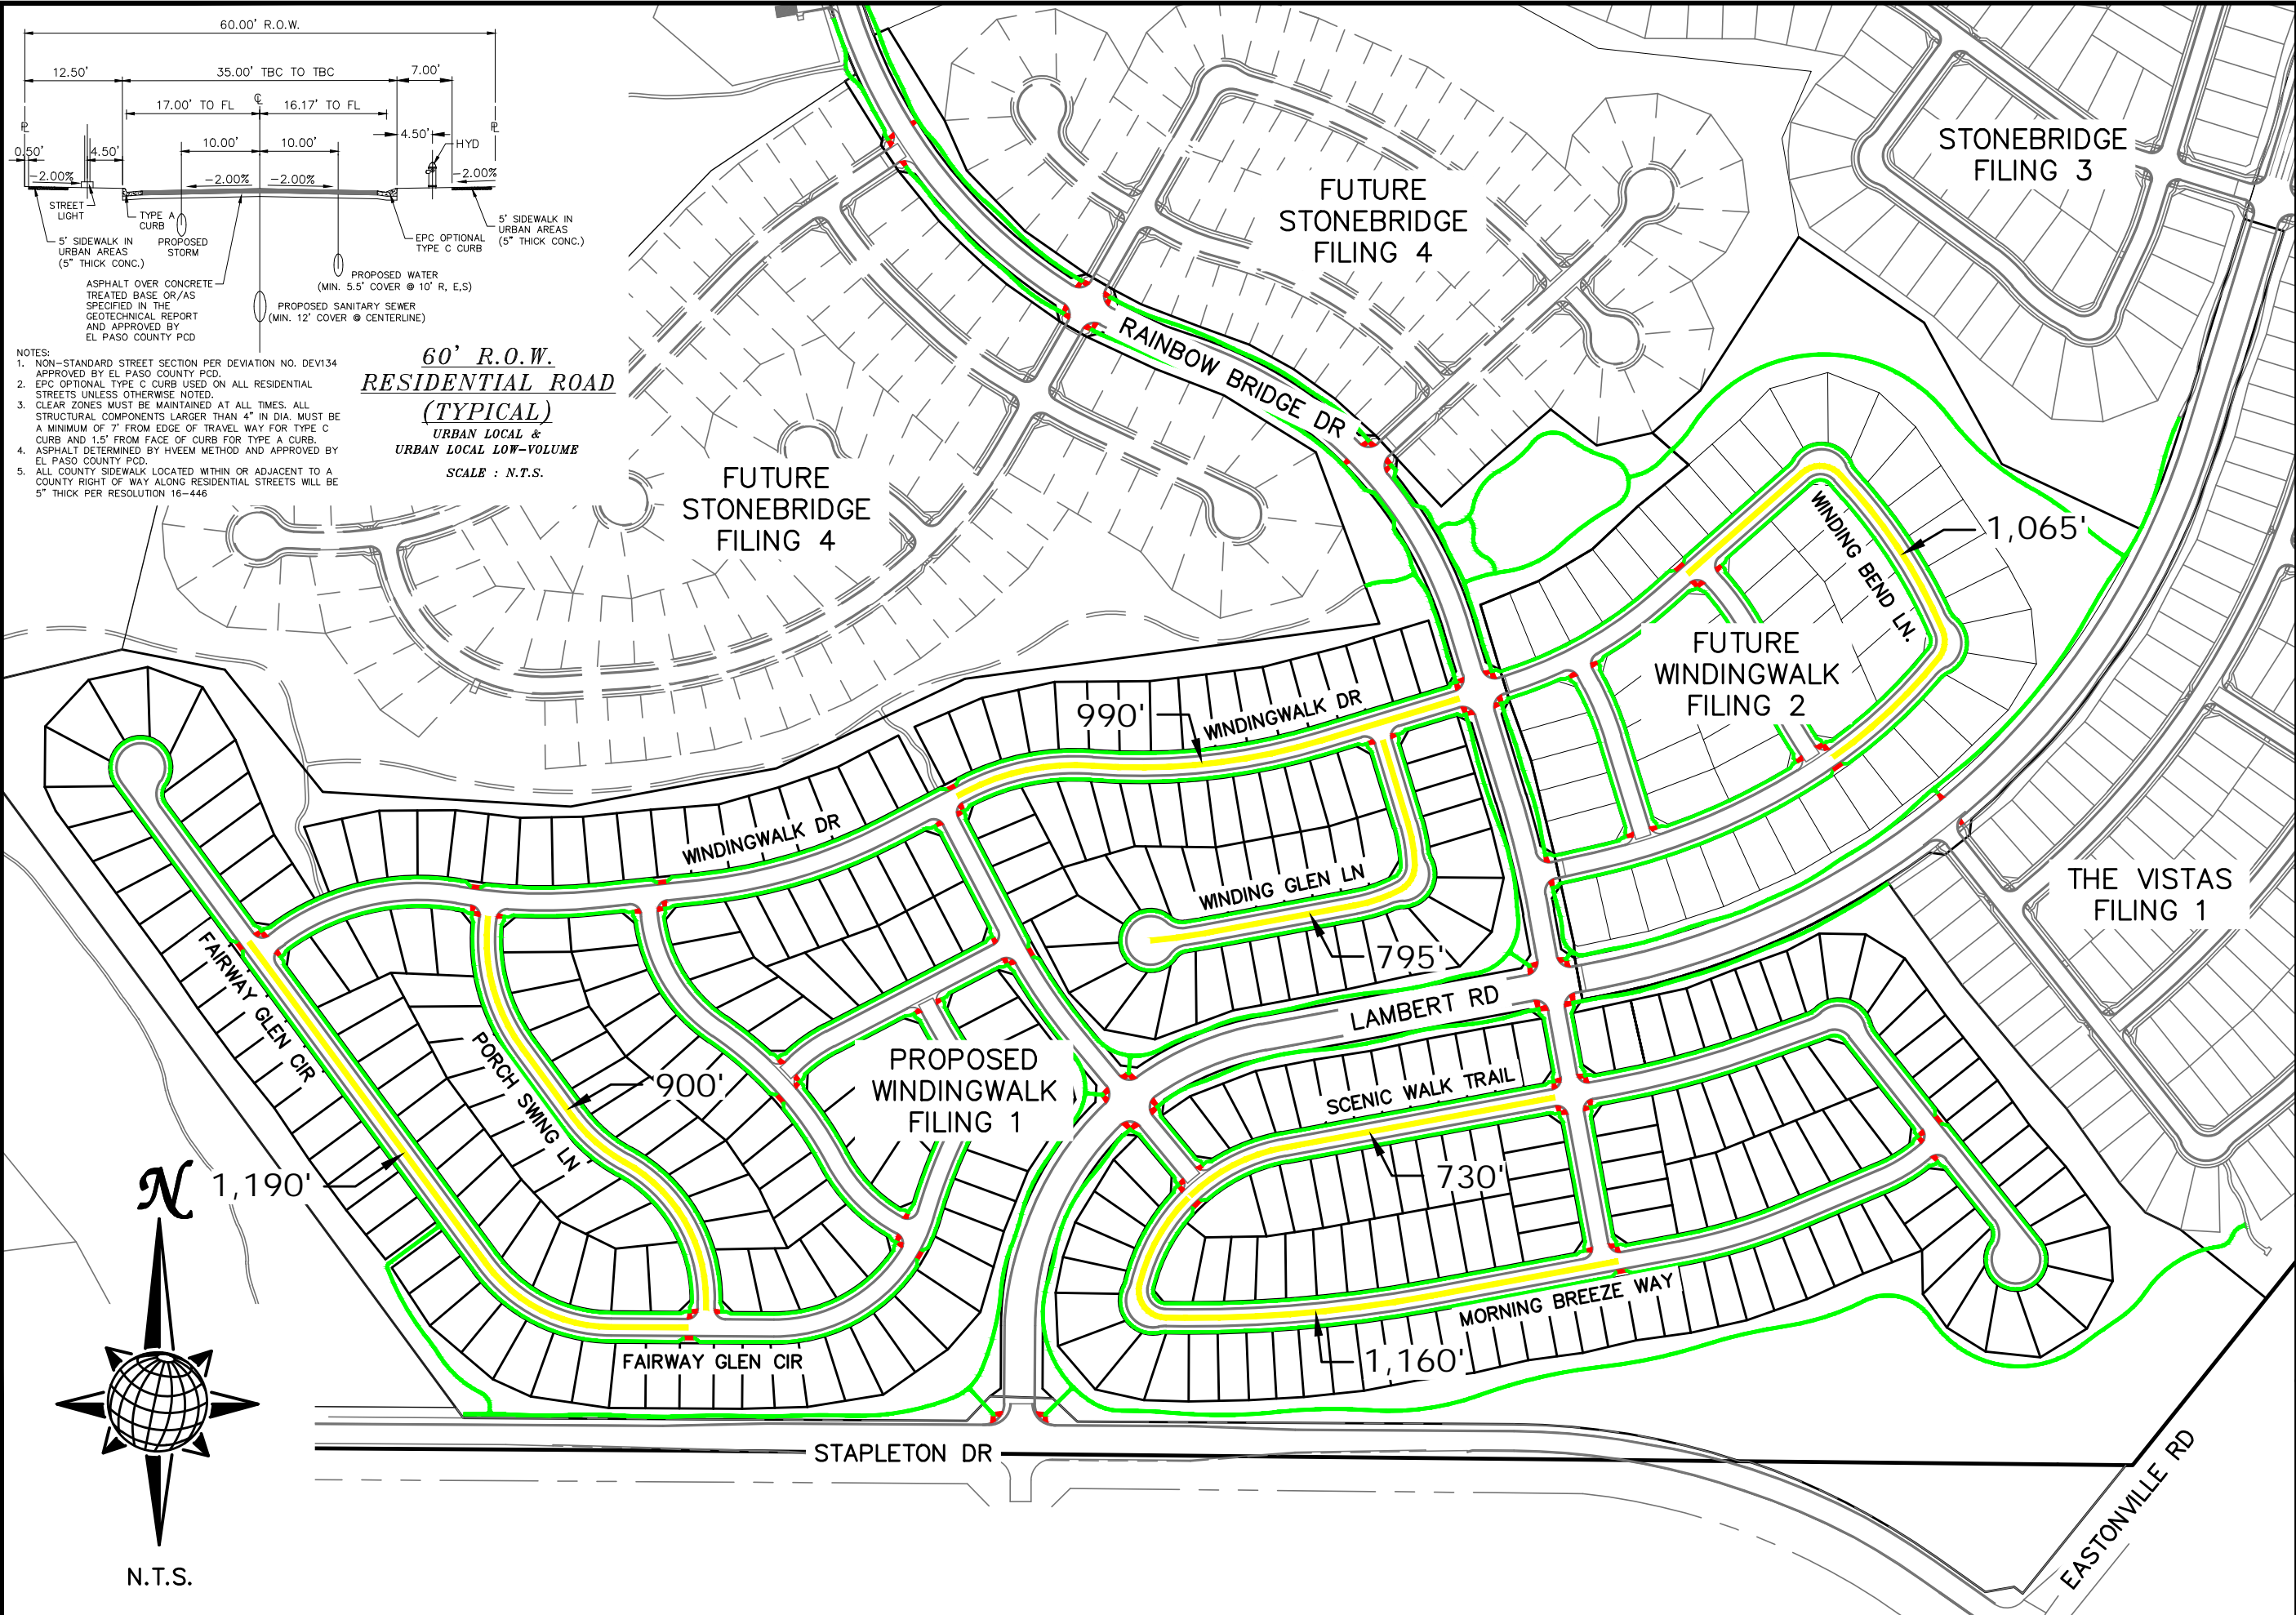 60.00' R.O.W.
12.50'
35.00' TBC TO TBC
7.00'
17.00' TO FL
16.17' TO FL
4.50'
HYD
10.00'
10.00'
0.50'
4.50'
-2.00%
-2.00%
-2.00%
-2.00%
STREET
LIGHT
TYPE A
CURB
5' SIDEWALK IN
URBAN AREAS
(5" THICK CONC.)
PROPOSED
STORM
EPC OPTIONAL
TYPE C CURB
5' SIDEWALK IN
URBAN AREAS
(5" THICK CONC.)
PROPOSED WATER
(MIN. 5.5' COVER @ 10' R, E,S)
ASPHALT OVER CONCRETE
TREATED BASE OR/AS
SPECIFIED IN THE
GEOTECHNICAL REPORT
AND APPROVED BY
EL PASO COUNTY PCD
PROPOSED SANITARY SEWER
(MIN. 12' COVER @ CENTERLINE)
NOTES:
1. NON-STANDARD STREET SECTION PER DEVIATION NO. DEV134
APPROVED BY EL PASO COUNTY PCD.
2. EPC OPTIONAL TYPE C CURB USED ON ALL RESIDENTIAL
STREETS UNLESS OTHERWISE NOTED.
3. CLEAR ZONES MUST BE MAINTAINED AT ALL TIMES. ALL
STRUCTURAL COMPONENTS LARGER THAN 4" IN DIA. MUST BE
A MINIMUM OF 7' FROM EDGE OF TRAVEL WAY FOR TYPE C
CURB AND 1.5' FROM FACE OF CURB FOR TYPE A CURB.
4. ASPHALT DETERMINED BY HVEEM METHOD AND APPROVED BY
EL PASO COUNTY PCD.
5. ALL COUNTY SIDEWALK LOCATED WITHIN OR ADJACENT TO A
COUNTY RIGHT OF WAY ALONG RESIDENTIAL STREETS WILL BE
5" THICK PER RESOLUTION 16-446
60' R.O.W.
RESIDENTIAL ROAD
(TYPICAL)
URBAN LOCAL &
URBAN LOCAL LOW-VOLUME
SCALE : N.T.S.
STONEBRIDGE
FILING 3
FUTURE
STONEBRIDGE
FILING 4
RAINBOW BRIDGE DR
FUTURE
STONEBRIDGE
FILING 4
WINDING BEND LN.
1,065'
FUTURE
WINDINGWALK
FILING 2
990'
WINDINGWALK DR
WINDINGWALK DR
WINDING GLEN LN
795'
THE VISTAS
FILING 1
FAIRWAY GLEN CIR
PORCH SWING LN
900'
LAMBERT RD
PROPOSED
WINDINGWALK
FILING 1
SCENIC WALK TRAIL
730'
1,190'
N
MORNING BREEZE WAY
1,160'
FAIRWAY GLEN CIR
STAPLETON DR
EASTONVILLE RD
N.T.S.